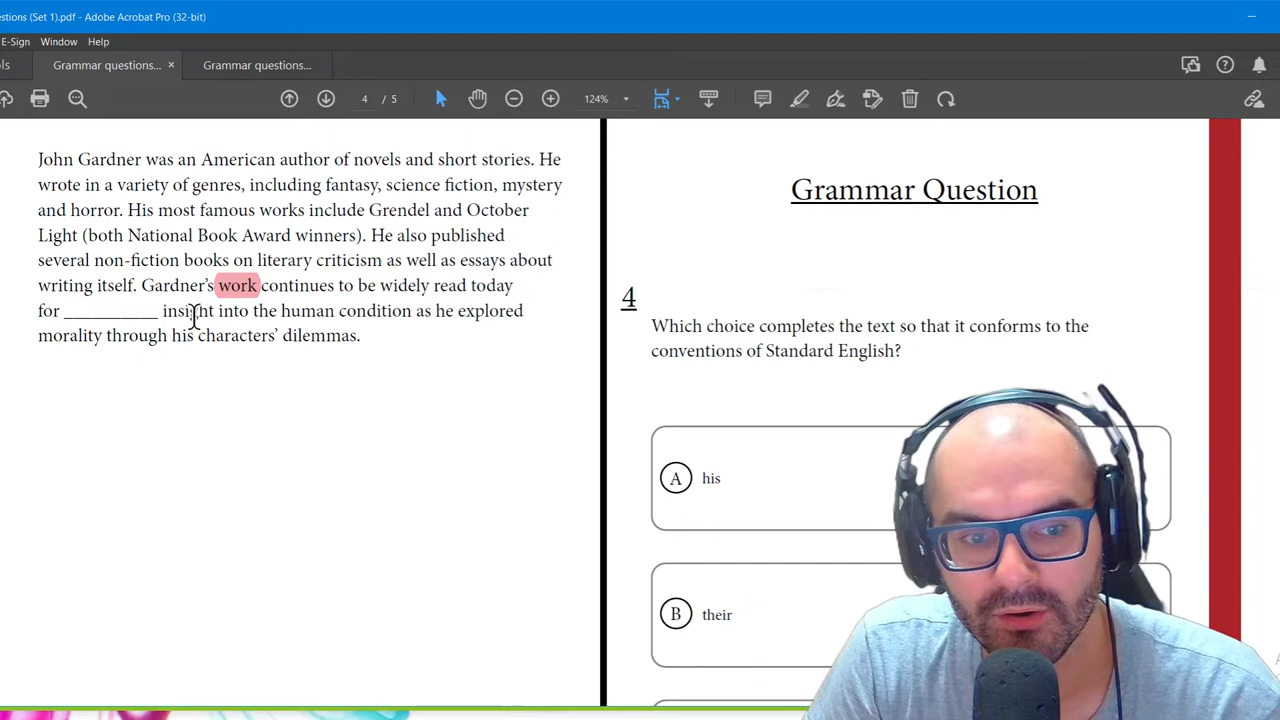 estions (Set 1).pdf - Adobe Acrobat Pro (32-bit)
E-Sign Window Help
ls Grammar questions... × Grammar questions...
4 / 5 124%
John Gardner was an American author of novels and short stories. He
wrote in a variety of genres, including fantasy, science fiction, mystery
and horror. His most famous works include Grendel and October
Light (both National Book Award winners). He also published
several non-fiction books on literary criticism as well as essays about
writing itself. Gardner’s work continues to be widely read today
for __________ insight into the human condition as he explored
morality through his characters’ dilemmas.
Grammar Question
4
Which choice completes the text so that it conforms to the
conventions of Standard English?
A his
B their